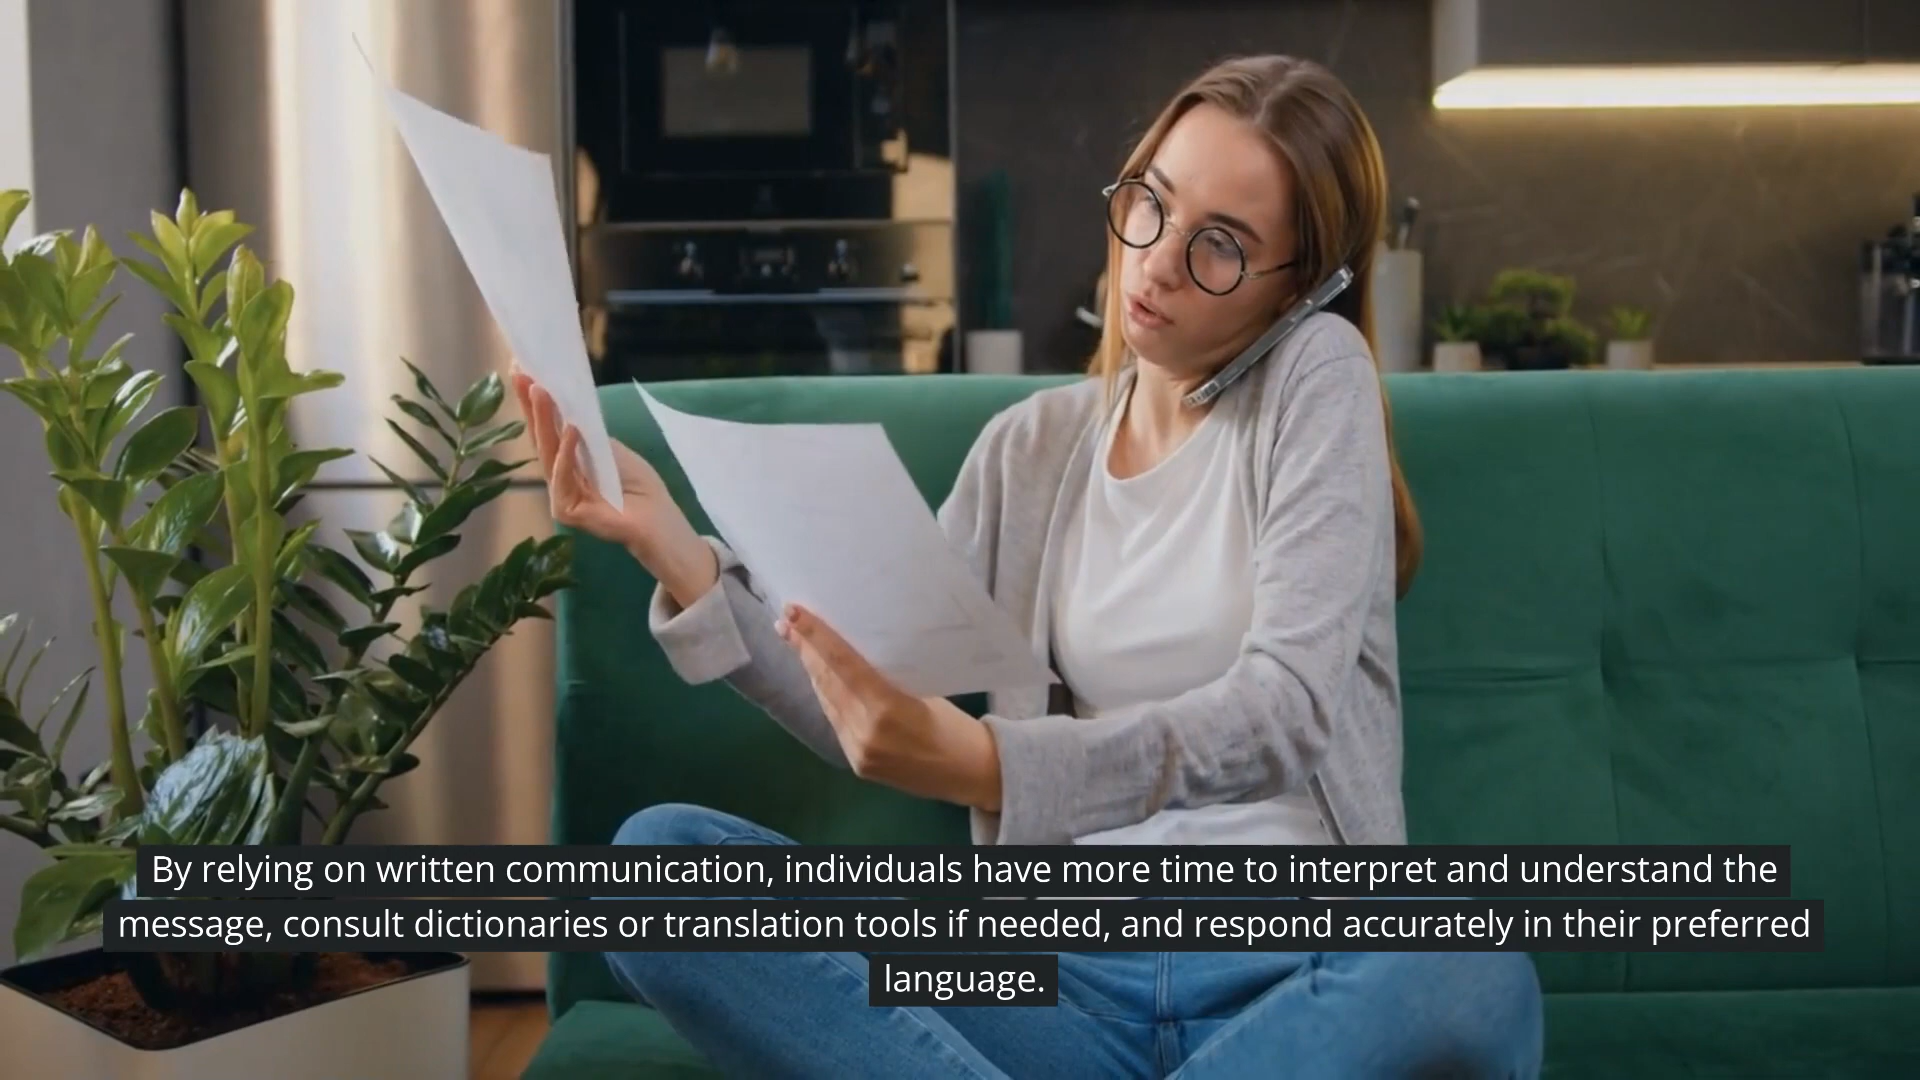 By relying on written communication, individuals have more time to interpret and understand the
message, consult dictionaries or translation tools if needed, and respond accurately in their preferred
language.